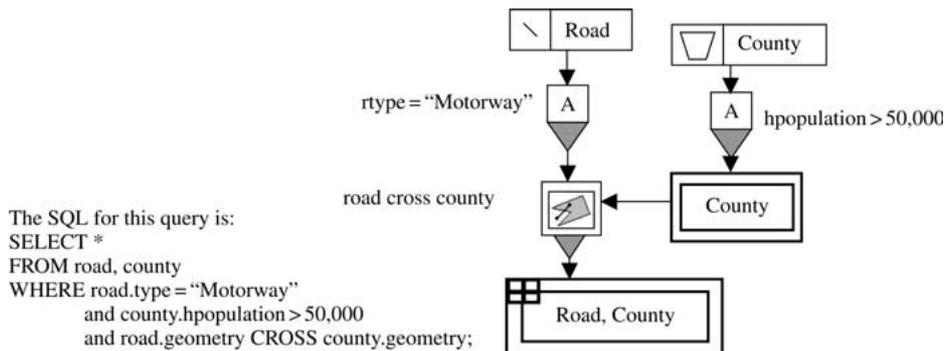 Road
County
rtype = “Motorway”
A
A
hpopulation > 50,000
road cross county
County
The SQL for this query is:
SELECT *
FROM road, county
WHERE road.type = “Motorway”
and county.hpopulation > 50,000
and road.geometry CROSS county.geometry;
Road, County